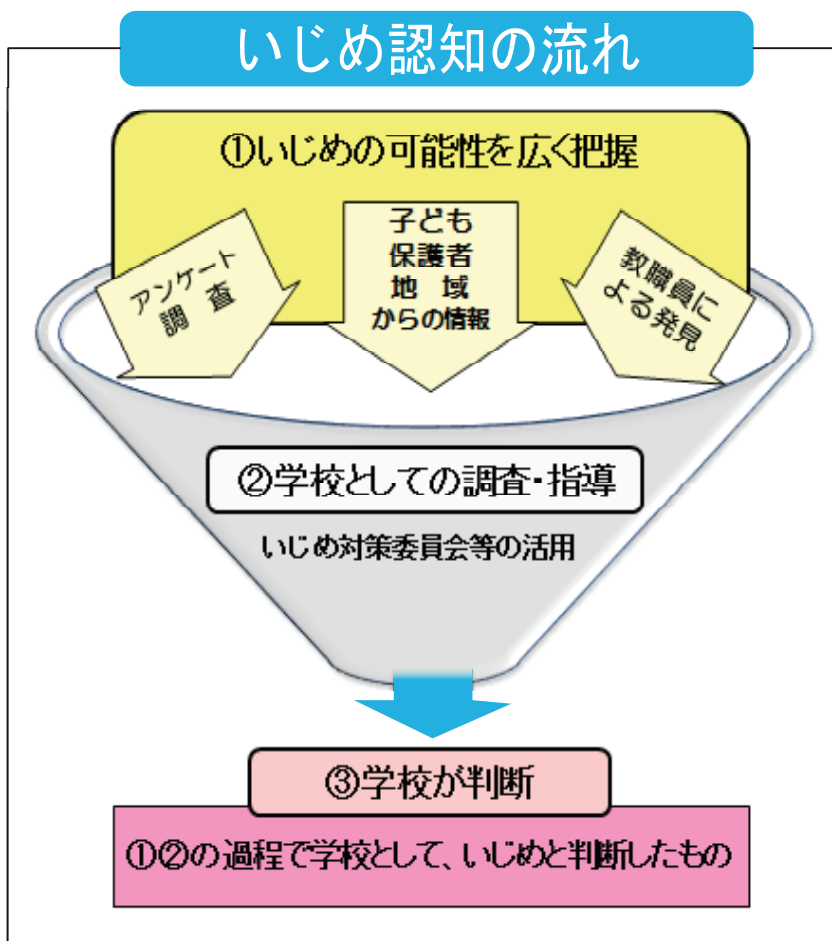 いじめ認知の流れ
①いじめの可能性を広く把握
アンケート
調 査
子ども
保護者
地 域
からの情報
教職員に
よる発見
②学校としての調査・指導
いじめ対策委員会等の活用
③学校が判断
①②の過程で学校として、いじめと判断したもの